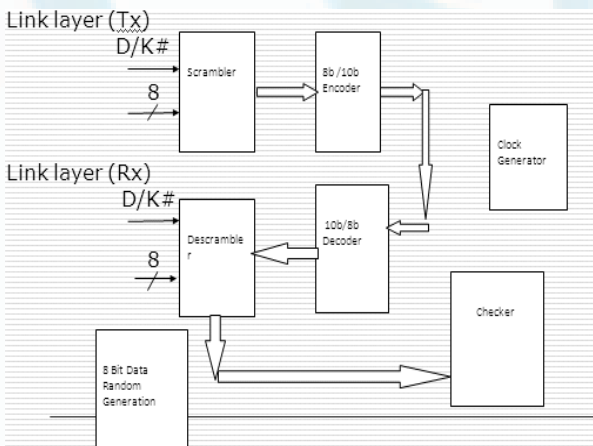 Link layer (Tx)
D/K#
8
Scrambler
8b /10b
Encoder
Clock
Generator
Link layer (Rx)
D/K#
8
Descramble
r
10b/8b
Decoder
Checker
8 Bit Data
Random
Generation